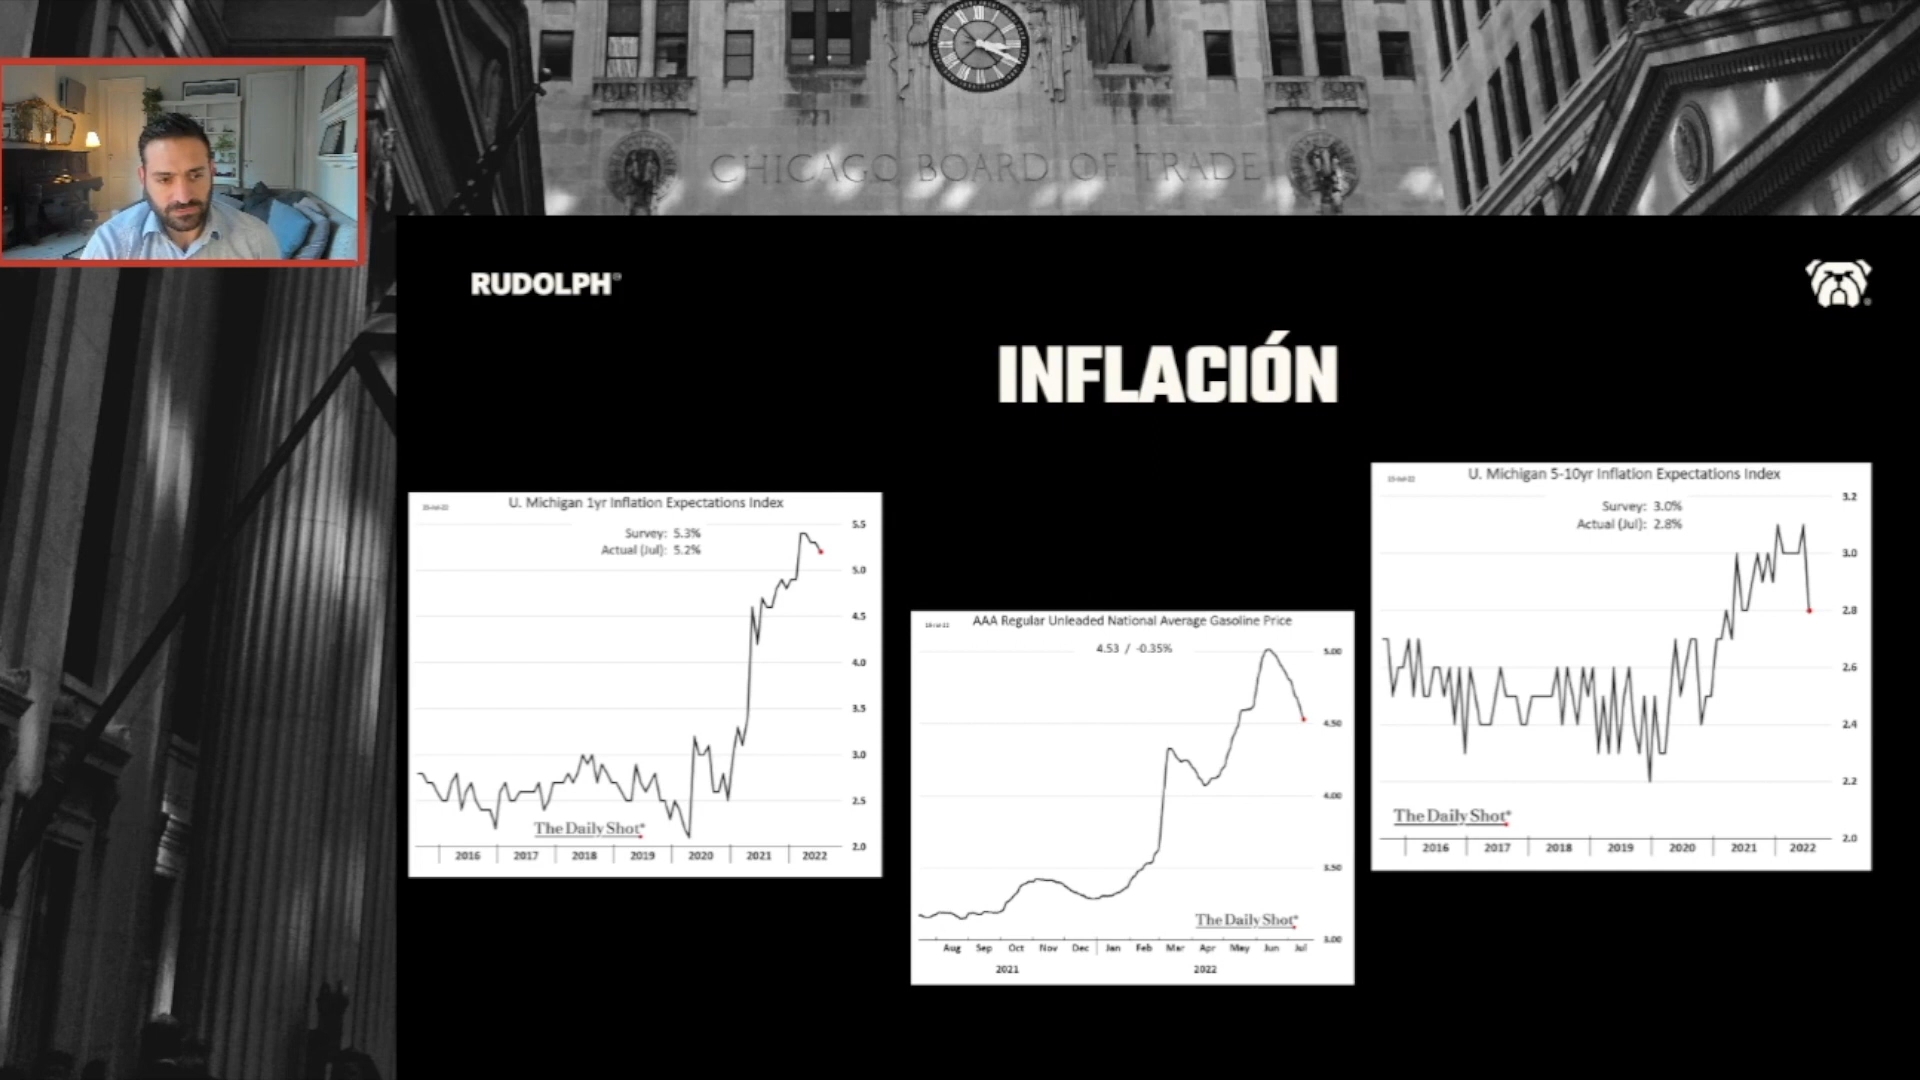 CHICAGO BOARD OF TRADE
RUDOLPH®
INFLACIÓN
U. Michigan 1yr Inflation Expectations Index
Survey: 5.3%
Actual (Jul): 5.2%
5.5
5.0
4.5
4.0
3.5
3.0
2.5
2.0
The Daily Shot®
2016 2017 2018 2019 2020 2021 2022
AAA Regular Unleaded National Average Gasoline Price
4.53 / -0.35%
5.00
4.50
4.00
3.50
3.00
The Daily Shot®
Aug Sep Oct Nov Dec Jan Feb Mar Apr May Jun Jul
2021 2022
U. Michigan 5-10yr Inflation Expectations Index
Survey: 3.0%
Actual (Jul): 2.8%
3.2
3.0
2.8
2.6
2.4
2.2
2.0
The Daily Shot®
2016 2017 2018 2019 2020 2021 2022